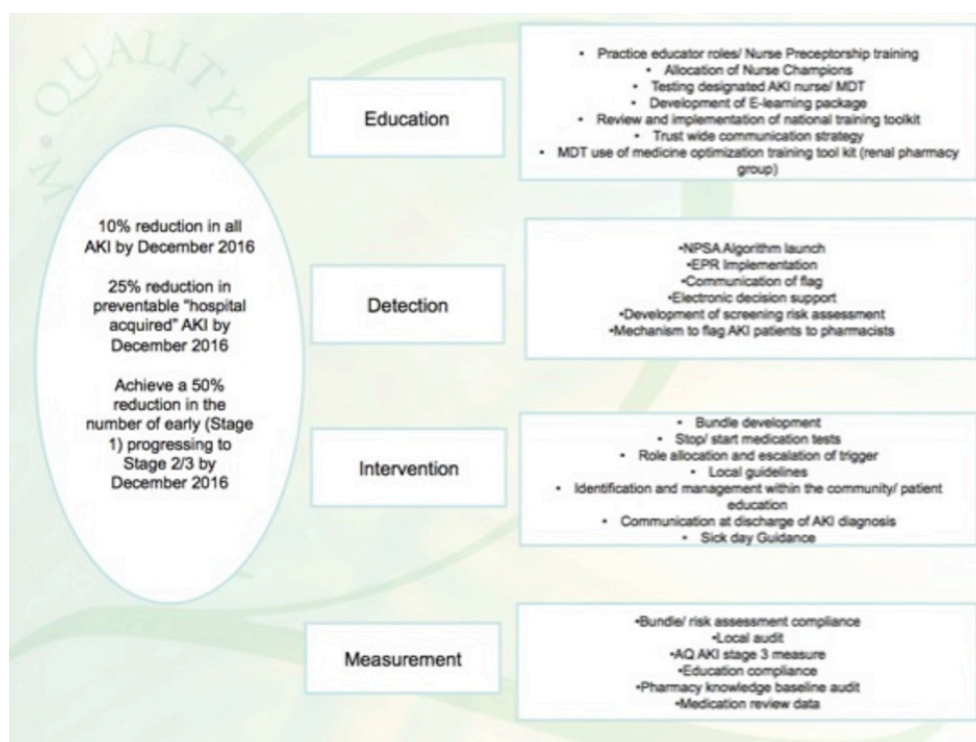 QUALITY
10% reduction in all
AKI by December 2016
25% reduction in
preventable "hospital
acquired" AKI by
December 2016
Achieve a 50%
reduction in the
number of early (Stage
1) progressing to
Stage 2/3 by
December 2016
Education
• Practice educator roles/ Nurse Preceptorship training
• Allocation of Nurse Champions
• Testing designated AKI nurse/ MDT
• Development of E-learning package
• Review and implementation of national training toolkit
• Trust wide communication strategy
• MDT use of medicine optimization training tool kit (renal pharmacy
group)
Detection
•NPSA Algorithm launch
•EPR Implementation
•Communication of flag
•Electronic decision support
•Development of screening risk assessment
•Mechanism to flag AKI patients to pharmacists
Intervention
• Bundle development
• Stop/ start medication tests
• Role allocation and escalation of trigger
• Local guidelines
• Identification and management within the community/ patient
education
• Communication at discharge of AKI diagnosis
• Sick day Guidance
Measurement
•Bundle/ risk assessment compliance
•Local audit
•AQ AKI stage 3 measure
•Education compliance
•Pharmacy knowledge baseline audit
•Medication review data